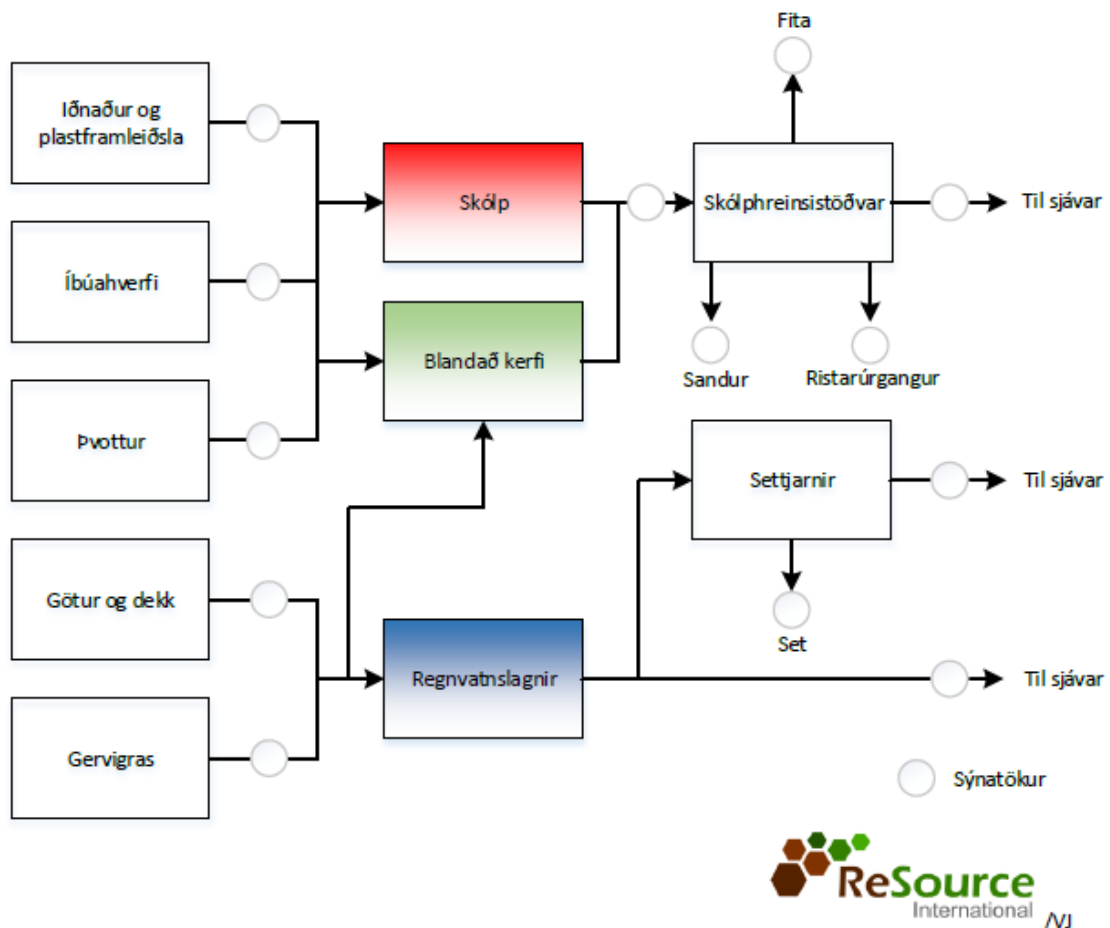 Fita
Iðnaður og
plastframleiðsla
Skólp
Skólphreinsistöðvar
Til sjávar
Íbúahverfi
Blandað kerfi
Sandur
Ristarúrgangur
Þvottur
Settjarnir
Til sjávar
Götur og dekk
Set
Regnvatnslagnir
Til sjávar
Gervigras
Sýnatökur
ReSource
International
/VJ